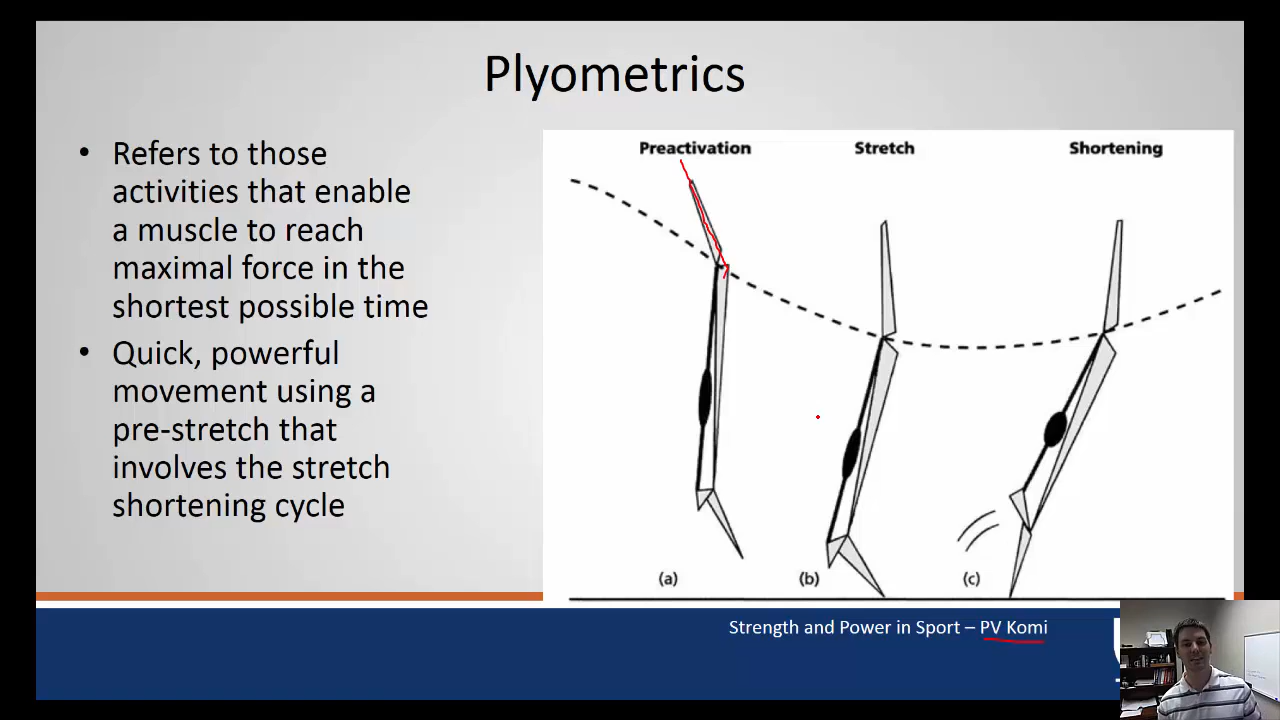 Plyometrics
• Refers to those
activities that enable
a muscle to reach
maximal force in the
shortest possible time
• Quick, powerful
movement using a
pre-stretch that
involves the stretch
shortening cycle
Preactivation
Stretch
Shortening
(a)
(b)
(c)
Strength and Power in Sport – PV Komi